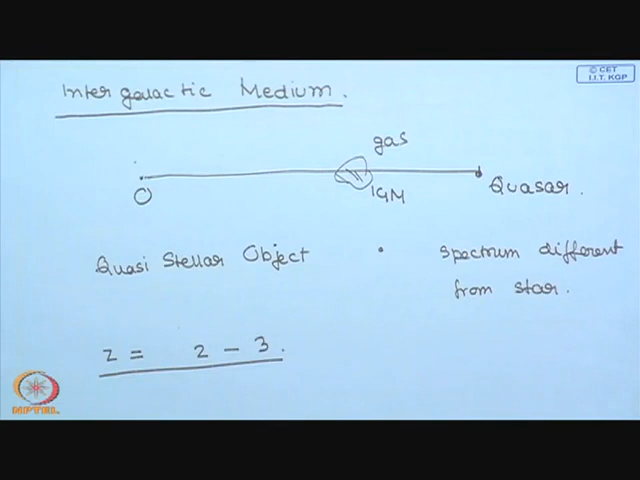 © CET
I.I.T. KGP
Intergalactic Medium.
gas
O
IGM
Quasar.
Quasi Stellar Object
• spectrum different
from star.
z = 2 – 3.
NPTEL